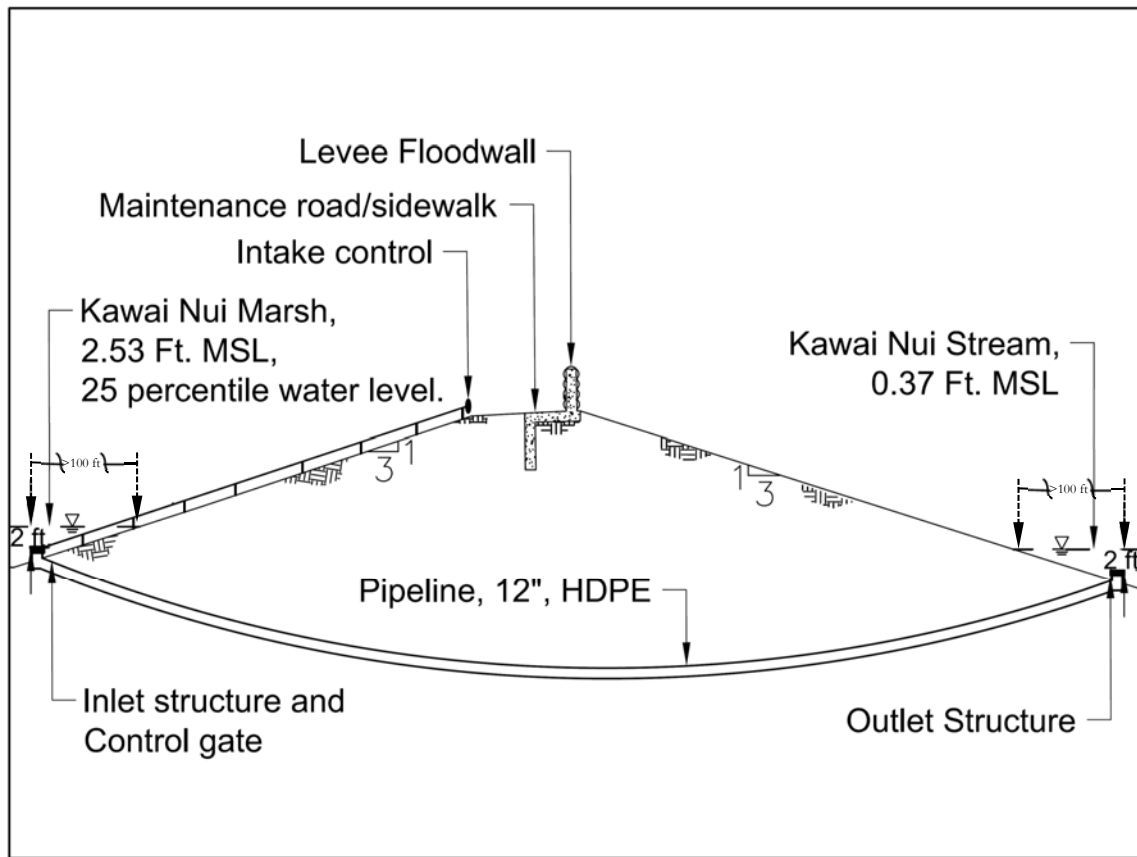 Levee Floodwall
Maintenance road/sidewalk
Intake control
Kawai Nui Marsh,
2.53 Ft. MSL,
25 percentile water level.
Kawai Nui Stream,
0.37 Ft. MSL
1
3
1
3
>100 ft
>100 ft
2 ft
2 ft
Pipeline, 12", HDPE
Inlet structure and
Control gate
Outlet Structure